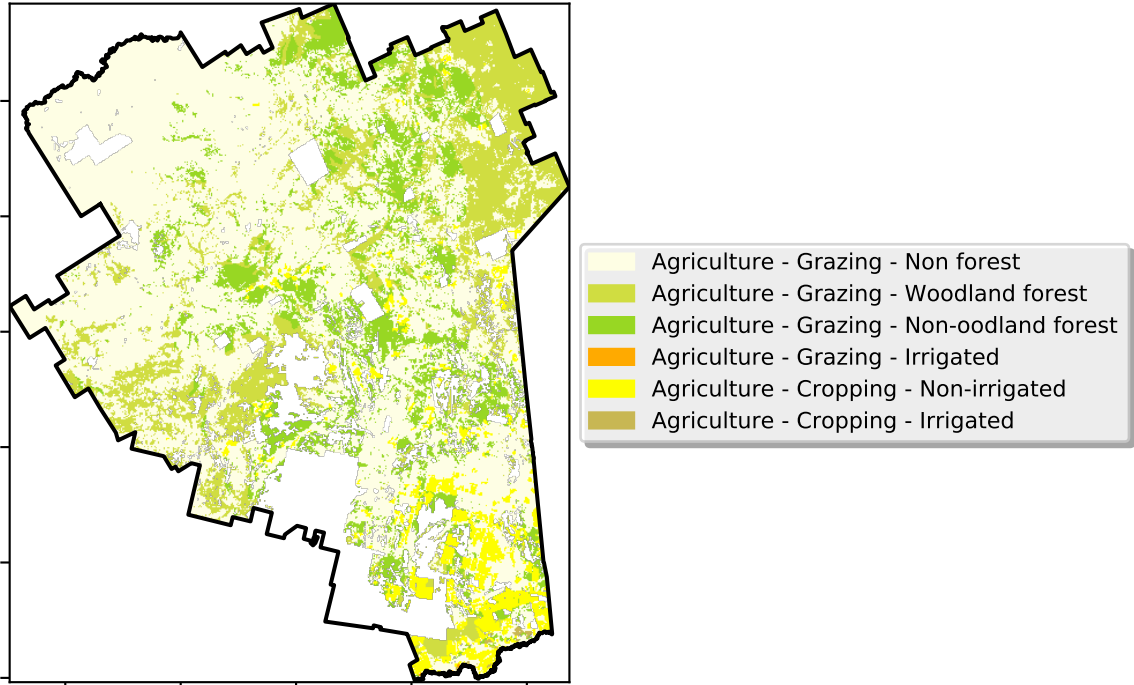 Agriculture - Grazing - Non forest
Agriculture - Grazing - Woodland forest
Agriculture - Grazing - Non-oodland forest
Agriculture - Grazing - Irrigated
Agriculture - Cropping - Non-irrigated
Agriculture - Cropping - Irrigated